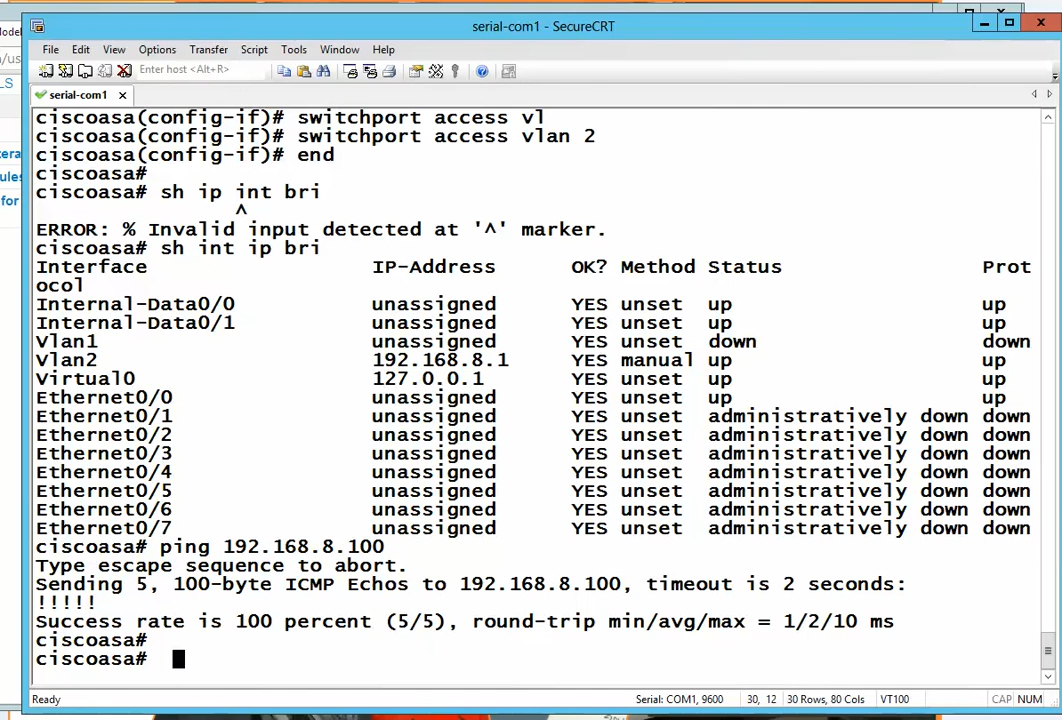 Model
serial-com1 - SecureCRT
File Edit View Options Transfer Script Tools Window Help
Enter host <Alt+R>
serial-com1
LS
tera
ules
for
ciscoasa(config-if)# switchport access vl
ciscoasa(config-if)# switchport access vlan 2
ciscoasa(config-if)# end
ciscoasa#
ciscoasa# sh ip int bri
^
ERROR: % Invalid input detected at '^' marker.
ciscoasa# sh int ip bri
Interface IP-Address OK? Method Status Prot
ocol
Internal-Data0/0 unassigned YES unset up up
Internal-Data0/1 unassigned YES unset up up
Vlan1 unassigned YES unset down down
Vlan2 192.168.8.1 YES manual up up
Virtual0 127.0.0.1 YES unset up up
Ethernet0/0 unassigned YES unset up up
Ethernet0/1 unassigned YES unset administratively down down
Ethernet0/2 unassigned YES unset administratively down down
Ethernet0/3 unassigned YES unset administratively down down
Ethernet0/4 unassigned YES unset administratively down down
Ethernet0/5 unassigned YES unset administratively down down
Ethernet0/6 unassigned YES unset administratively down down
Ethernet0/7 unassigned YES unset administratively down down
ciscoasa# ping 192.168.8.100
Type escape sequence to abort.
Sending 5, 100-byte ICMP Echos to 192.168.8.100, timeout is 2 seconds:
!!!!!
Success rate is 100 percent (5/5), round-trip min/avg/max = 1/2/10 ms
ciscoasa#
ciscoasa#
Ready Serial: COM1, 9600 30, 12 30 Rows, 80 Cols VT100 CAP NUM